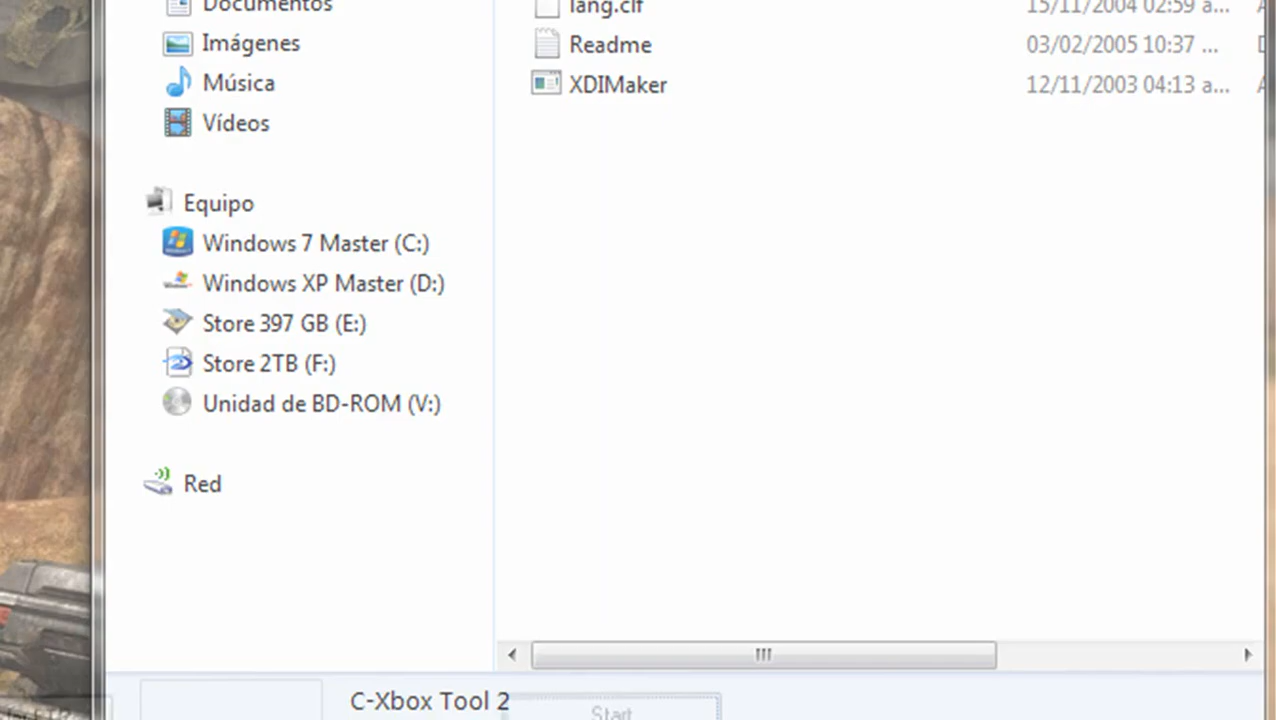 Documentos
Imágenes
Música
Vídeos
Equipo
Windows 7 Master (C:)
Windows XP Master (D:)
Store 397 GB (E:)
Store 2TB (F:)
Unidad de BD-ROM (V:)
Red
lang.clf 15/11/2004 02:59 a... A
Readme 03/02/2005 10:37 ... D
XDIMaker 12/11/2003 04:13 a... A
C-Xbox Tool 2
Start